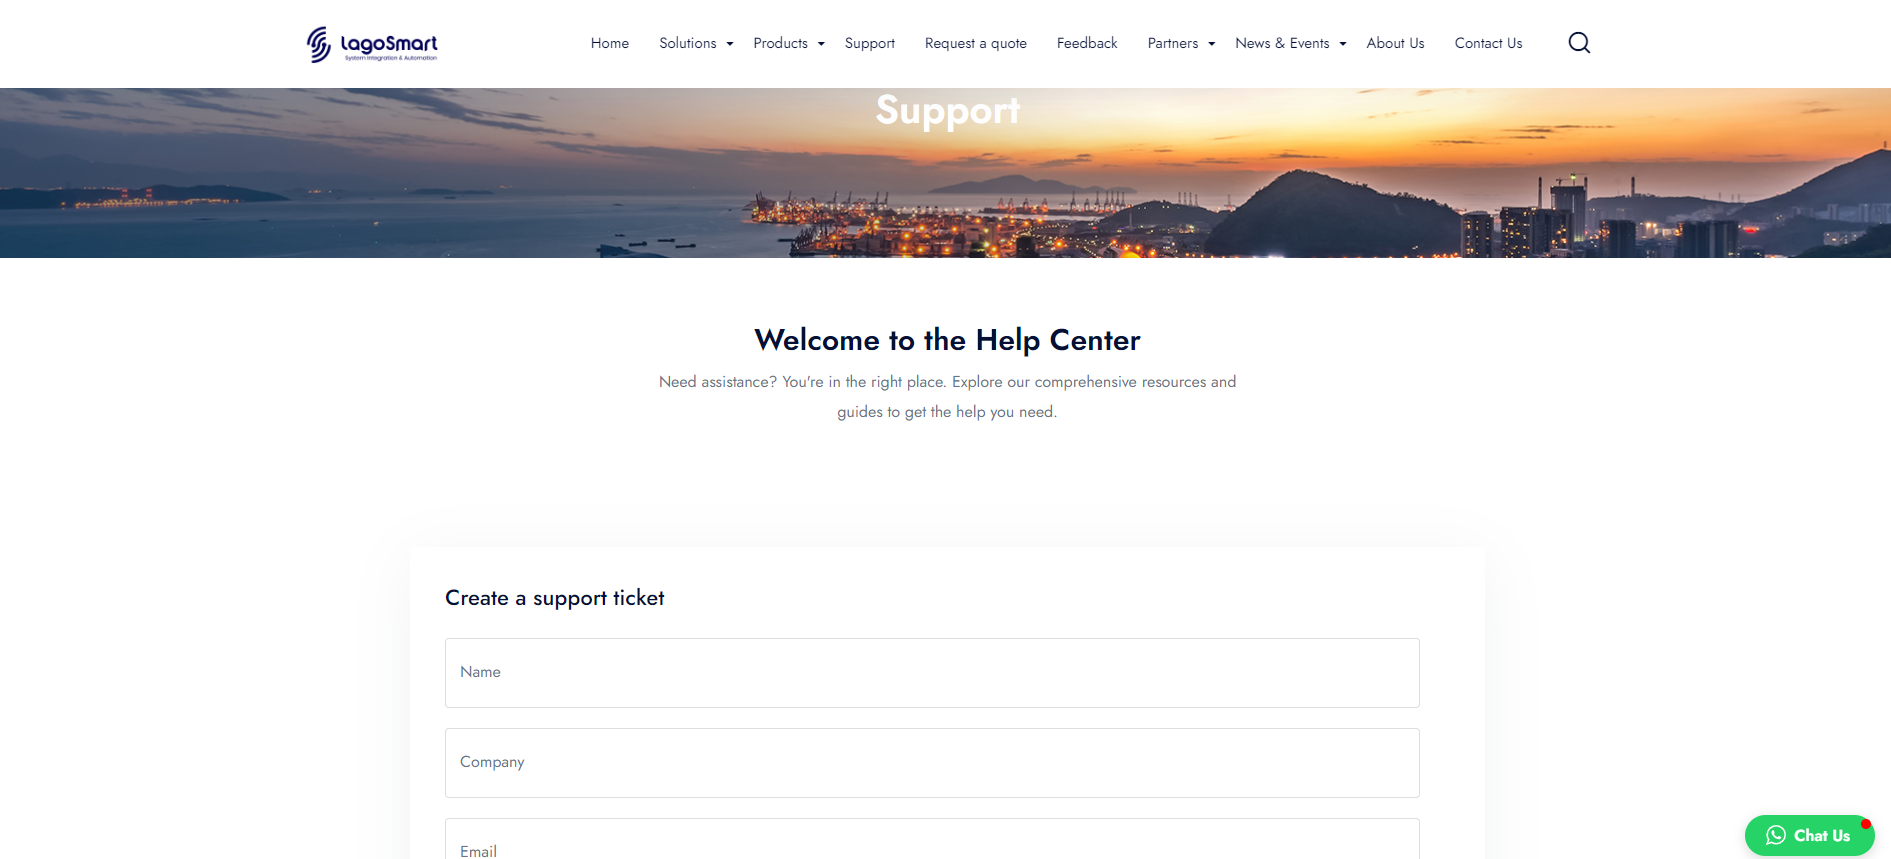 LagoSmart
System Integration & Automation
Home Solutions Products Support Request a quote Feedback Partners News & Events About Us Contact Us
Support
Welcome to the Help Center
Need assistance? You're in the right place. Explore our comprehensive resources and
guides to get the help you need.
Create a support ticket
Name
Company
Email
Chat Us